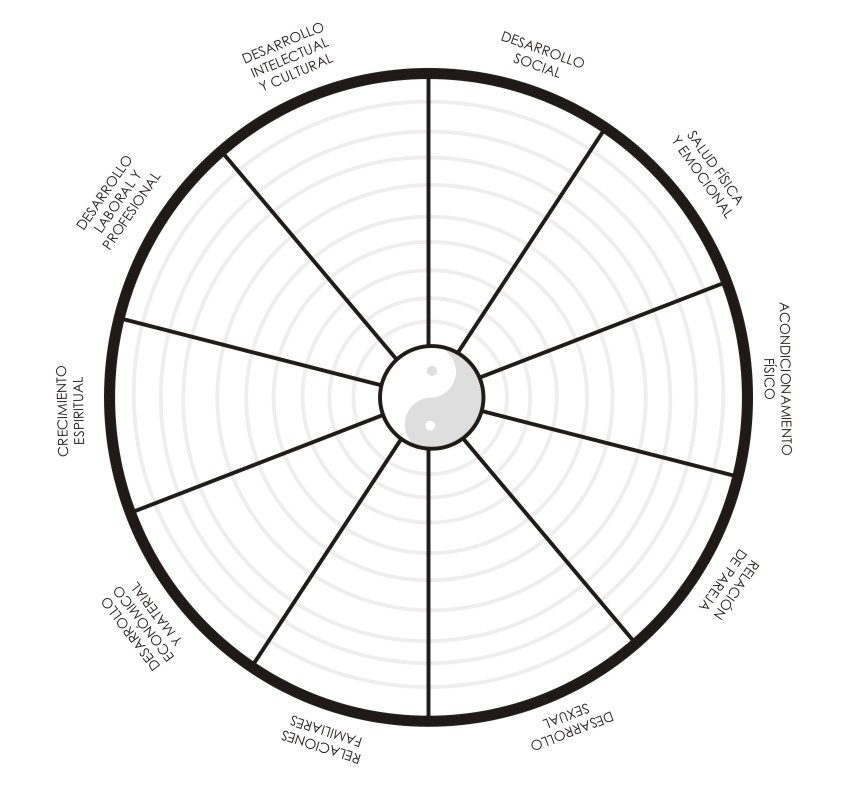 DESARROLLO
SOCIAL
SALUD FÍSICA
Y EMOCIONAL
ACONDICIONAMIENTO
FÍSICO
RELACIÓN
DE PAREJA
DESARROLLO
SEXUAL
RELACIONES
FAMILIARES
DESARROLLO
ECONÓMICO
Y MATERIAL
CRECIMIENTO
ESPIRITUAL
DESARROLLO
LABORAL Y
PROFESIONAL
DESARROLLO
INTELECTUAL
Y CULTURAL